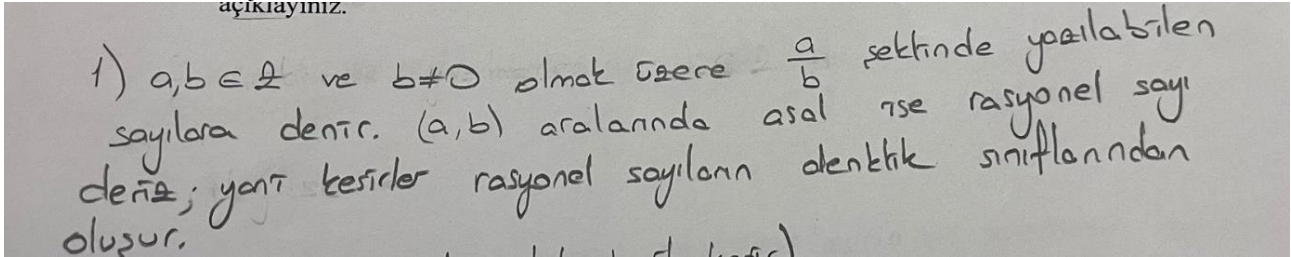 açıklayınız.
1) a,b ∈ Z ve b≠0 olmak üzere a/b şeklinde yazılabilen
sayılara denir. (a,b) aralarında asal ise rasyonel sayı
deriz; yani kesirler rasyonel sayıların denklik sınıflarından
oluşur.